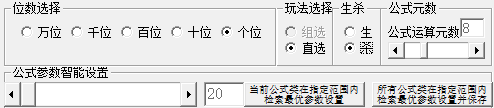 位数选择 玩法选择 生杀 公式元数
万位 千位 百位 十位 个位 组选 生 公式运算元数 8
直选 杀
公式参数智能设置
20 当前公式类在指定范围内 所有公式类在指定范围内
检索最优参数设置 检索最优参数设置并保存